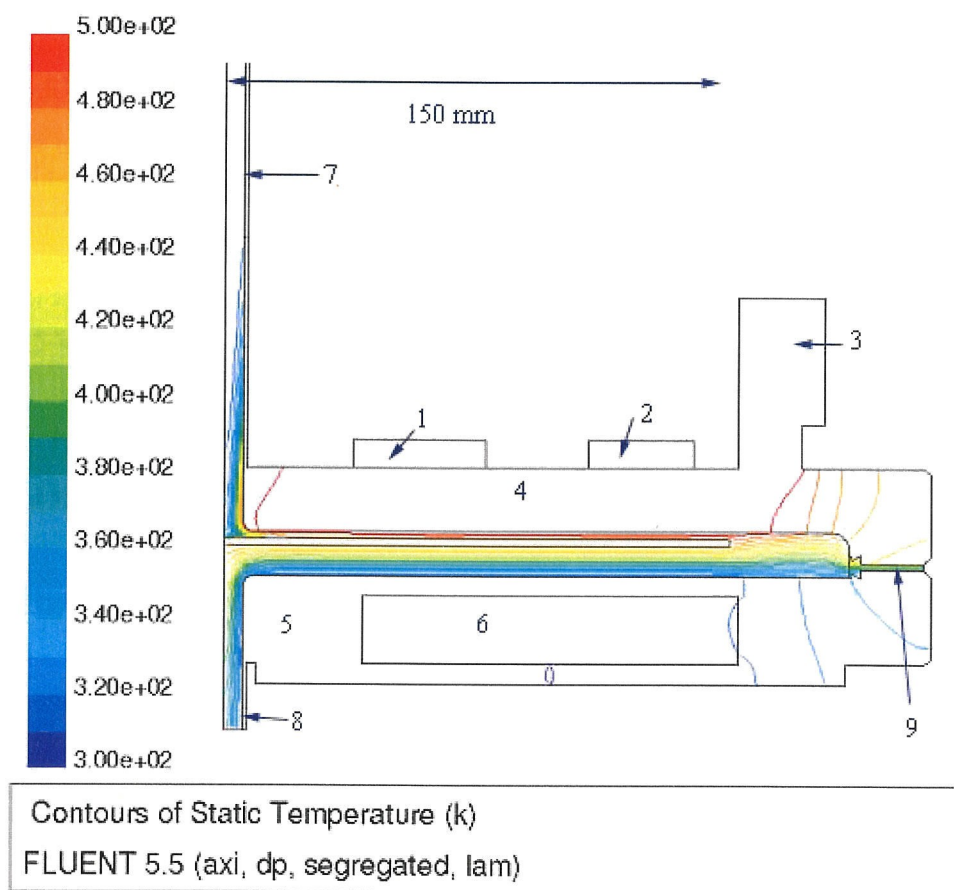 5.00e+02
4.80e+02
4.60e+02
4.40e+02
4.20e+02
4.00e+02
3.80e+02
3.60e+02
3.40e+02
3.20e+02
3.00e+02
150 mm
7
3
1
2
4
5
6
0
8
9
Contours of Static Temperature (k)
FLUENT 5.5 (axi, dp, segregated, lam)